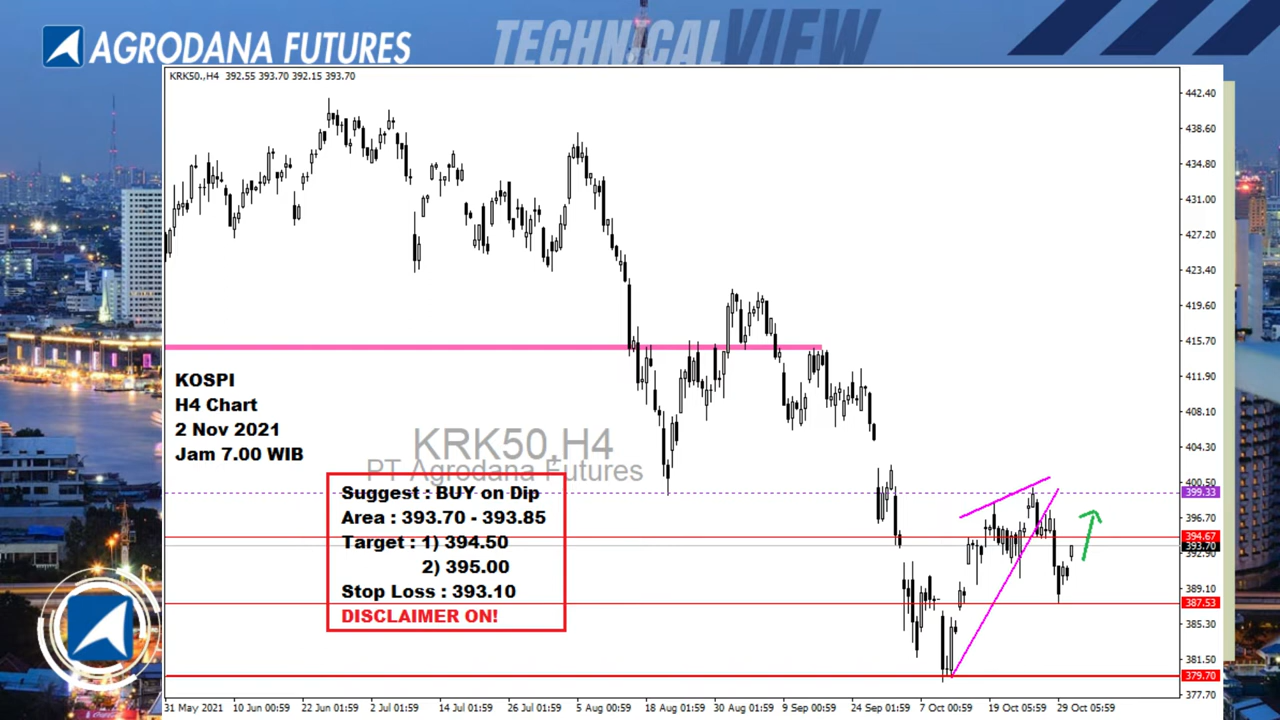 AGRODANA FUTURES
TECHNICAL VIEW
KRK50.,H4 392.55 393.70 392.15 393.70
442.40
438.60
434.80
431.00
427.20
423.40
419.60
415.70
411.90
408.10
404.30
400.50
399.33
396.70
394.67
393.70
392.90
389.10
387.53
385.30
381.50
379.70
377.70
KOSPI
H4 Chart
2 Nov 2021
Jam 7.00 WIB
KRK50,H4
PT Agrodana Futures
Suggest : BUY on Dip
Area : 393.70 - 393.85
Target : 1) 394.50
2) 395.00
Stop Loss : 393.10
DISCLAIMER ON!
31 May 2021 10 Jun 00:59 22 Jun 01:59 2 Jul 01:59 14 Jul 01:59 26 Jul 01:59 5 Aug 00:59 18 Aug 01:59 30 Aug 01:59 9 Sep 00:59 24 Sep 01:59 7 Oct 00:59 19 Oct 05:59 29 Oct 05:59